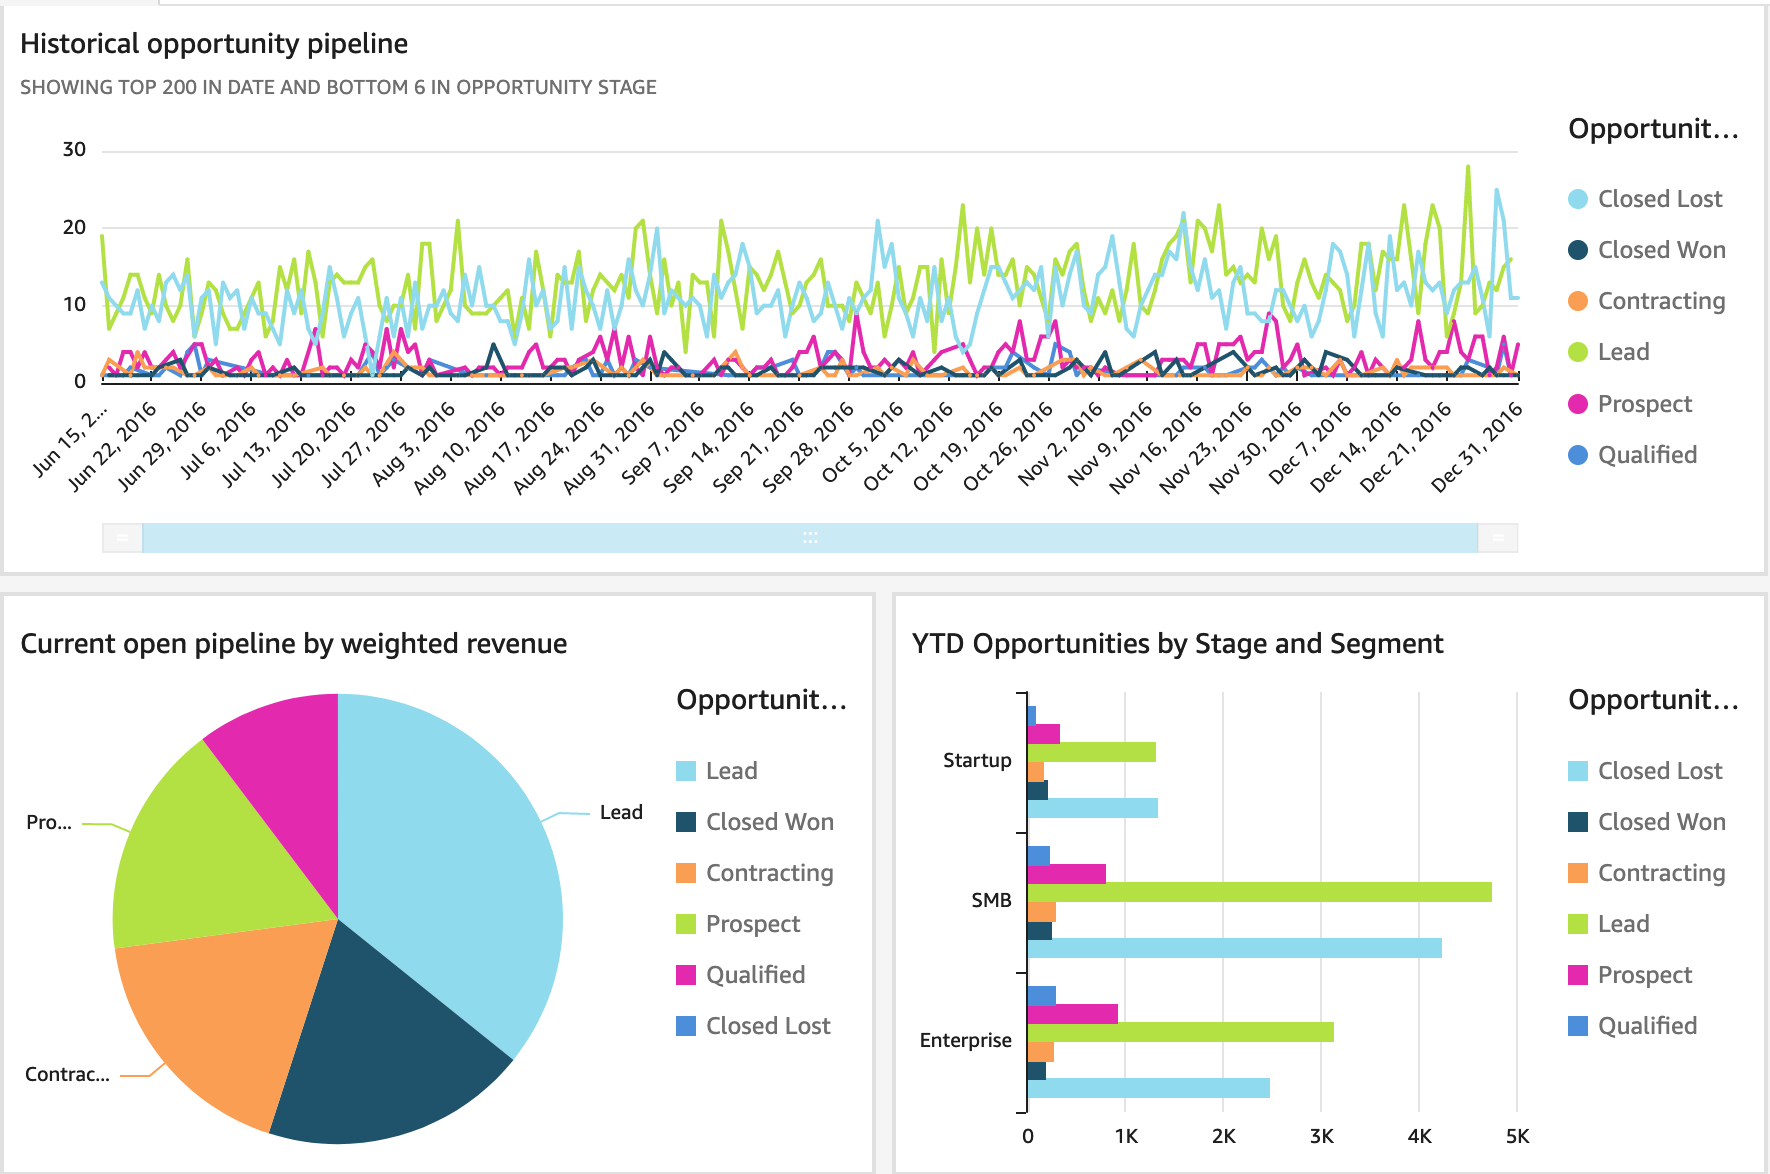 Historical opportunity pipeline
SHOWING TOP 200 IN DATE AND BOTTOM 6 IN OPPORTUNITY STAGE
30
20
10
0
Jun 15, 2...
Jun 22, 2016
Jun 29, 2016
Jul 6, 2016
Jul 13, 2016
Jul 20, 2016
Jul 27, 2016
Aug 3, 2016
Aug 10, 2016
Aug 17, 2016
Aug 24, 2016
Aug 31, 2016
Sep 7, 2016
Sep 14, 2016
Sep 21, 2016
Sep 28, 2016
Oct 5, 2016
Oct 12, 2016
Oct 19, 2016
Oct 26, 2016
Nov 2, 2016
Nov 9, 2016
Nov 16, 2016
Nov 23, 2016
Nov 30, 2016
Dec 7, 2016
Dec 14, 2016
Dec 21, 2016
Dec 31, 2016
Opportunit...
Closed Lost
Closed Won
Contracting
Lead
Prospect
Qualified
Current open pipeline by weighted revenue
Pro...
Lead
Contrac...
Opportunit...
Lead
Closed Won
Contracting
Prospect
Qualified
Closed Lost
YTD Opportunities by Stage and Segment
Startup
SMB
Enterprise
0
1K
2K
3K
4K
5K
Opportunit...
Closed Lost
Closed Won
Contracting
Lead
Prospect
Qualified